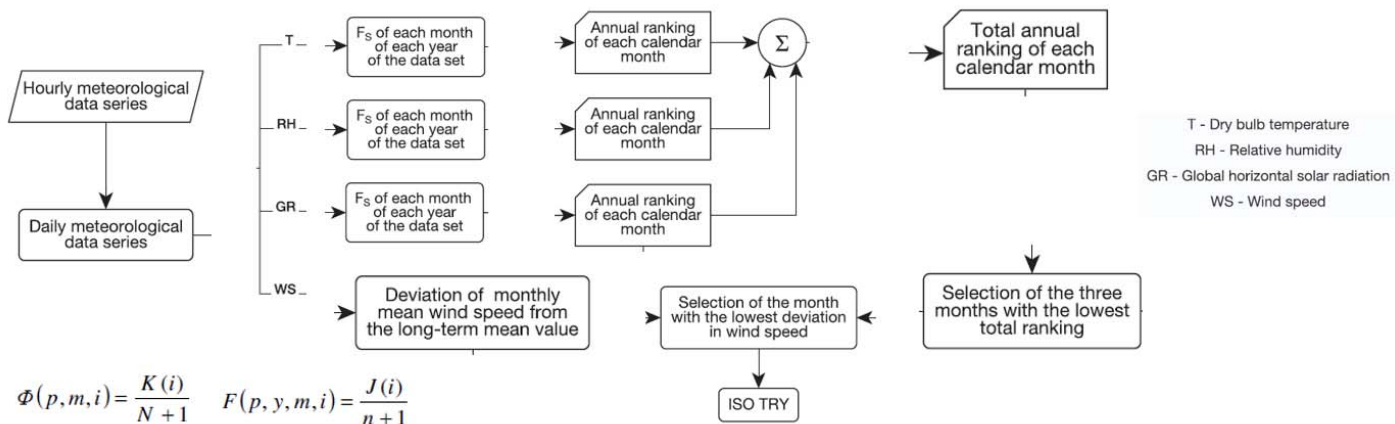 Hourly meteorological
data series
Daily meteorological
data series
T
RH
GR
WS
F_S of each month
of each year
of the data set
F_S of each month
of each year
of the data set
F_S of each month
of each year
of the data set
Deviation of monthly
mean wind speed from
the long-term mean value
Annual ranking
of each calendar
month
Annual ranking
of each calendar
month
Annual ranking
of each calendar
month
Σ
Total annual
ranking of each
calendar month
Selection of the three
months with the lowest
total ranking
Selection of the month
with the lowest deviation
in wind speed
ISO TRY
T - Dry bulb temperature
RH - Relative humidity
GR - Global horizontal solar radiation
WS - Wind speed
Φ(p, m, i) = K(i) / N + 1
F(p, y, m, i) = J(i) / n + 1